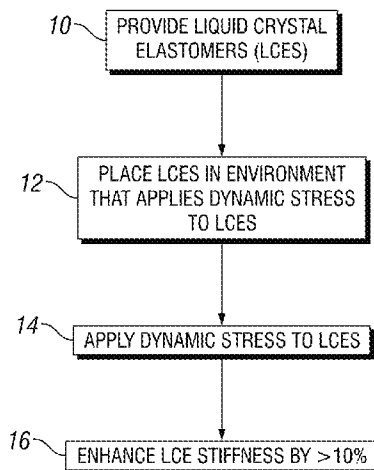 10
PROVIDE LIQUID CRYSTAL
ELASTOMERS (LCES)
12
PLACE LCES IN ENVIRONMENT
THAT APPLIES DYNAMIC STRESS
TO LCES
14
APPLY DYNAMIC STRESS TO LCES
16
ENHANCE LCE STIFFNESS BY >10%